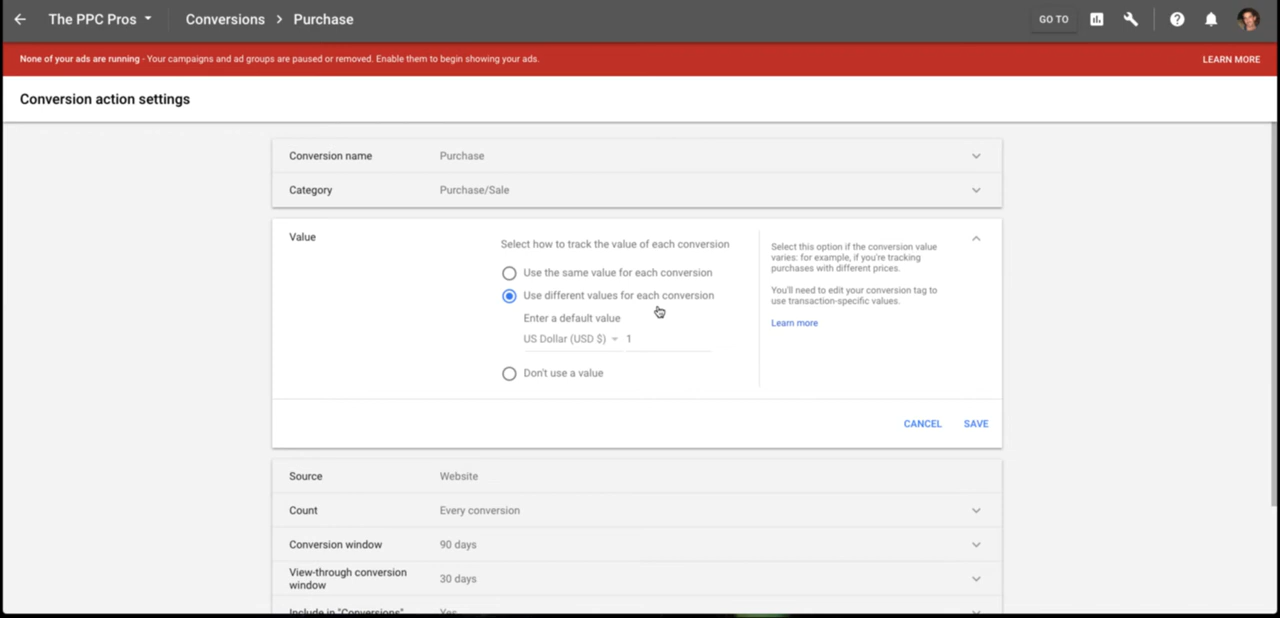 The PPC Pros Conversions > Purchase GO TO
None of your ads are running - Your campaigns and ad groups are paused or removed. Enable them to begin showing your ads. LEARN MORE
Conversion action settings
Conversion name Purchase
Category Purchase/Sale
Value
Select how to track the value of each conversion
Use the same value for each conversion
Use different values for each conversion
Enter a default value
US Dollar (USD $) 1
Don't use a value
Select this option if the conversion value
varies: for example, if you're tracking
purchases with different prices.
You'll need to edit your conversion tag to
use transaction-specific values.
Learn more
CANCEL SAVE
Source Website
Count Every conversion
Conversion window 90 days
View-through conversion
window 30 days
Include in "Conversions" Yes